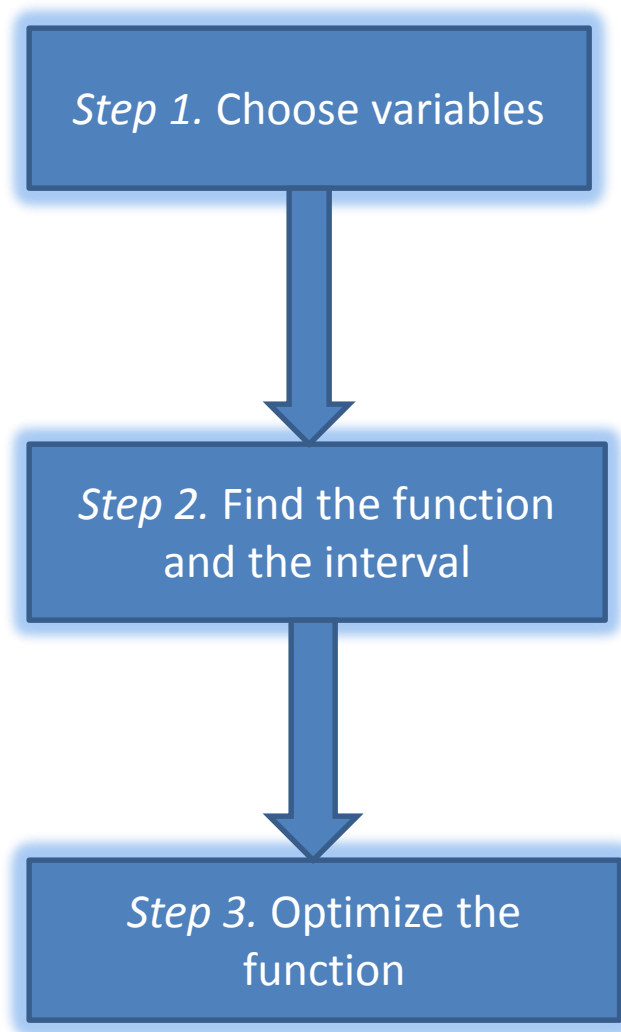 Step 1. Choose variables
Step 2. Find the function
and the interval
Step 3. Optimize the
function